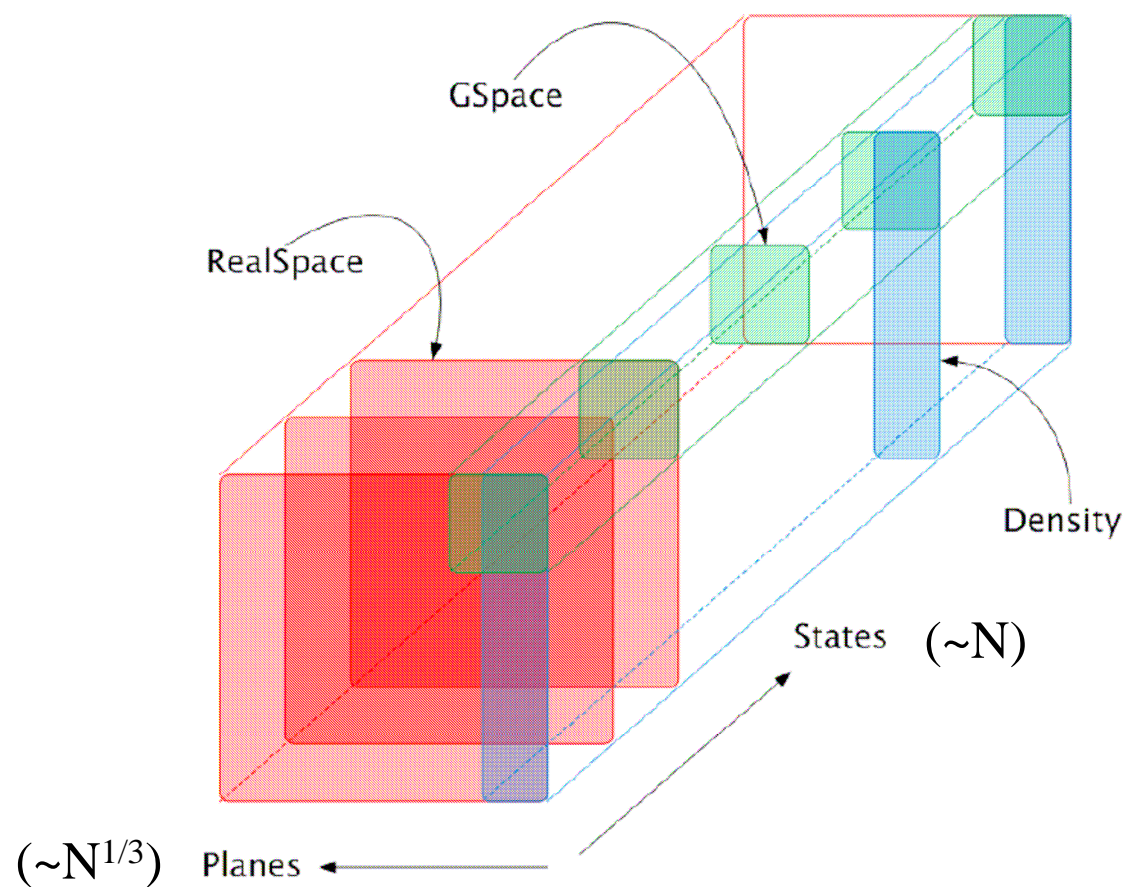 GSpace
RealSpace
Density
States (~N)
(~N1/3) Planes